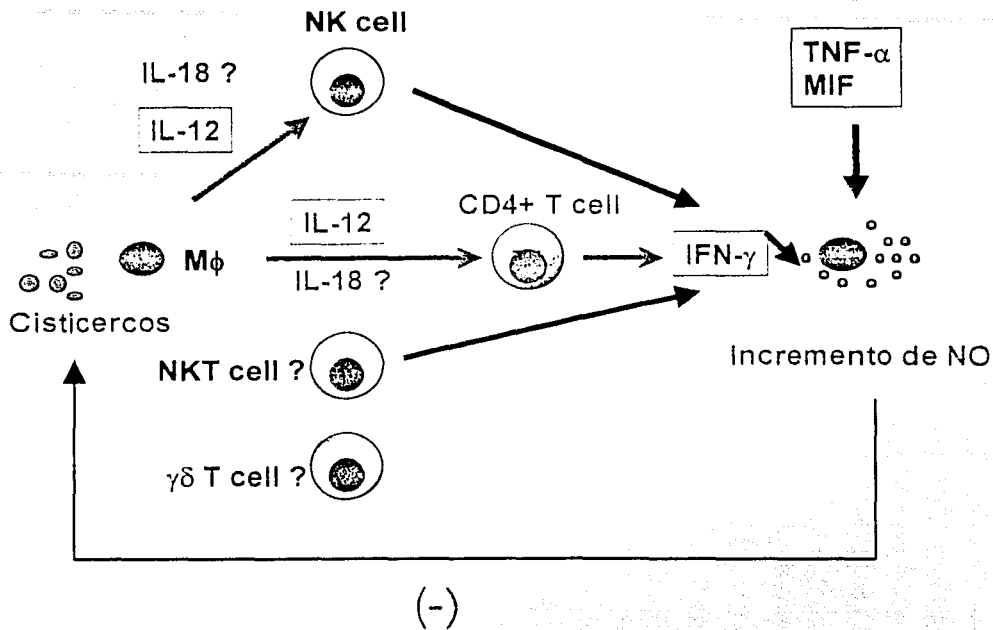 NK cell
IL-18 ?
IL-12
TNF-α
MIF
IL-12
IL-18 ?
CD4+ T cell
Mϕ
IFN-γ
Cisticercos
Incremento de NO
NKT cell ?
γδ T cell ?
(-)